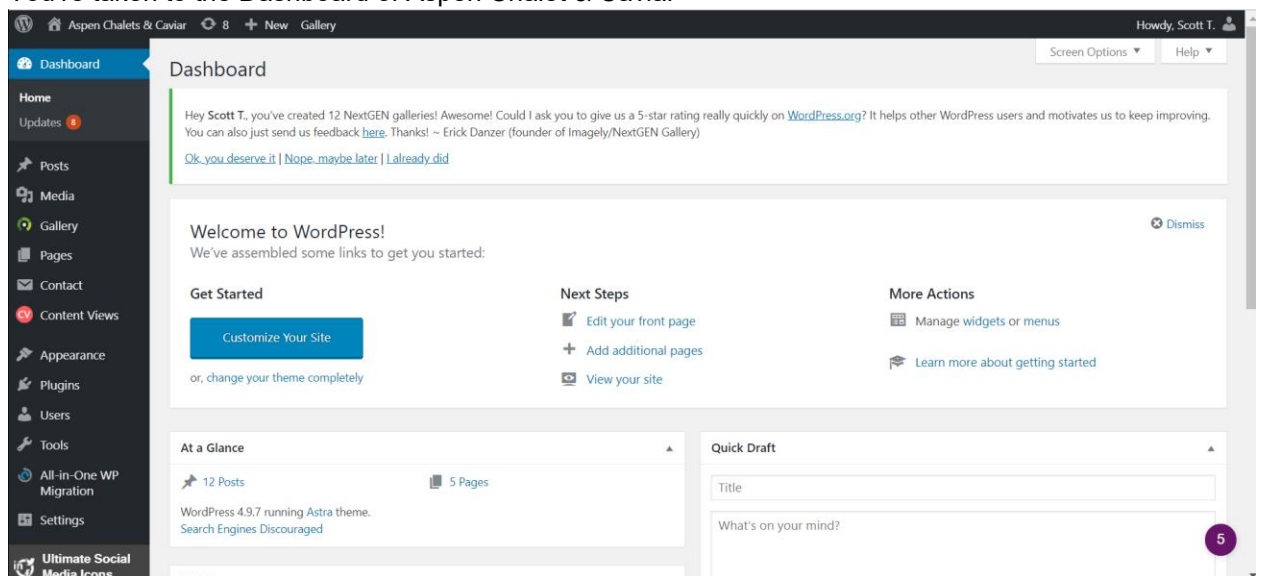 You're taken to the Dashboard of Aspen Chalet & Caviar
Aspen Chalets & Caviar 8 + New Gallery Howdy, Scott T.
Screen Options ▼ Help ▼
Dashboard
Home
Updates 8
Posts
Media
Gallery
Pages
Contact
CV Content Views
Appearance
Plugins
Users
Tools
All-in-One WP
Migration
Settings
Ultimate Social
Media Icons
Dashboard
Hey Scott T., you've created 12 NextGEN galleries! Awesome! Could I ask you to give us a 5-star rating really quickly on WordPress.org? It helps other WordPress users and motivates us to keep improving.
You can also just send us feedback here. Thanks! ~ Erick Danzer (founder of Imagely/NextGEN Gallery)
Ok, you deserve it | Nope, maybe later | I already did
Welcome to WordPress!
We've assembled some links to get you started:
Dismiss
Get Started
Customize Your Site
or, change your theme completely
Next Steps
Edit your front page
Add additional pages
View your site
More Actions
Manage widgets or menus
Learn more about getting started
At a Glance
12 Posts 5 Pages
WordPress 4.9.7 running Astra theme.
Search Engines Discouraged
Quick Draft
Title
What's on your mind?
5